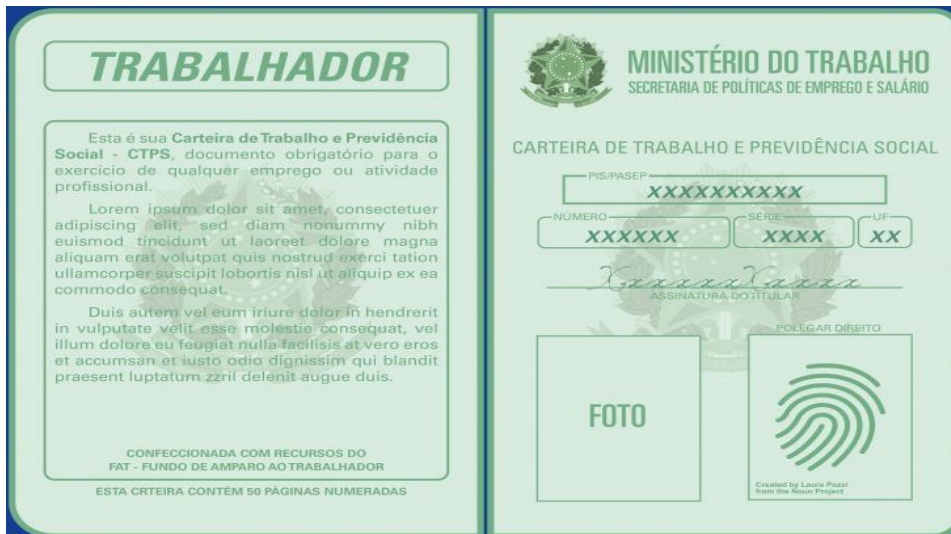 TRABALHADOR
Esta é sua Carteira de Trabalho e Previdência
Social - CTPS, documento obrigatório para o
exercício de qualquer emprego ou atividade
profissional.
Lorem ipsum dolor sit amet, consectetuer
adipiscing elit, sed diam nonummy nibh
euismod tincidunt ut laoreet dolore magna
aliquam erat volutpat quis nostrud exerci tation
ullamcorper suscipit lobortis nisl ut aliquip ex ea
commodo consequat.
Duis autem vel eum iriure dolor in hendrerit
in vulputate velit esse molestie consequat, vel
illum dolore eu feugiat nulla facilisis at vero eros
et accumsan et iusto odio dignissim qui blandit
praesent luptatum zzril delenit augue duis.
CONFECCIONADA COM RECURSOS DO
FAT - FUNDO DE AMPARO AO TRABALHADOR
ESTA CRTEIRA CONTÉM 50 PÁGINAS NUMERADAS
MINISTÉRIO DO TRABALHO
SECRETARIA DE POLÍTICAS DE EMPREGO E SALÁRIO
CARTEIRA DE TRABALHO E PREVIDÊNCIA SOCIAL
PIS/PASEP
XXXXXXXXXX
NÚMERO SÉRIE UF
XXXXXX XXXX XX
Xxxxxx Xxxxx
ASSINATURA DO TITULAR
POLEGAR DIREITO
FOTO
Created by Laura Pozzi
from the Noun Project